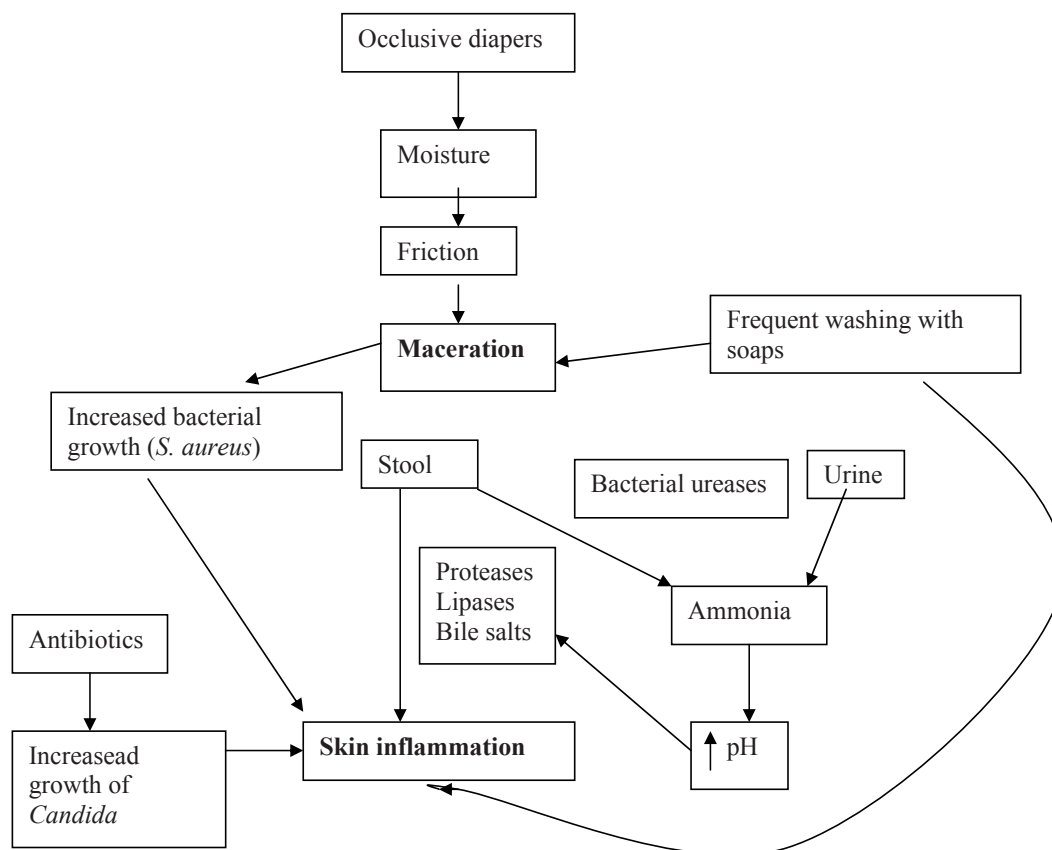 Occlusive diapers
Moisture
Friction
Maceration
Frequent washing with
soaps
Increased bacterial
growth (S. aureus)
Stool
Bacterial ureases
Urine
Proteases
Lipases
Bile salts
Ammonia
Antibiotics
Skin inflammation
pH
Increasead
growth of
Candida